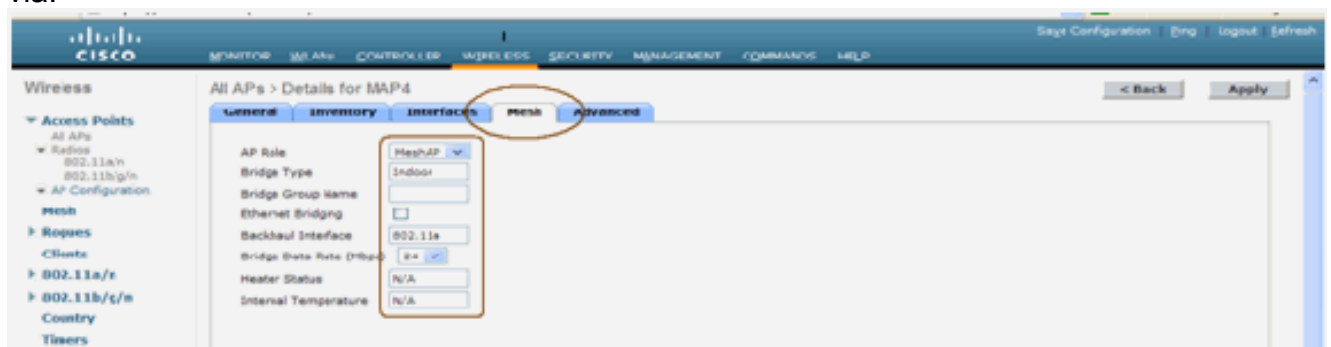 CISCO
Save Configuration Ping Logout Refresh
MONITOR WLANs CONTROLLER WIRELESS SECURITY MANAGEMENT COMMANDS HELP
Wireless
All APs > Details for MAP4
< Back Apply
General Inventory Interfaces Mesh Advanced
Access Points
All APs
Radios
802.11a/n
802.11b/g/n
AP Configuration
Mesh
Rogues
Clients
802.11a/n
802.11b/g/n
Country
Timers
AP Role MeshAP
Bridge Type Indoor
Bridge Group Name
Ethernet Bridging
Backhaul Interface 802.11a
Bridge Data Rate (Mbps) 24
Heater Status N/A
Internal Temperature N/A